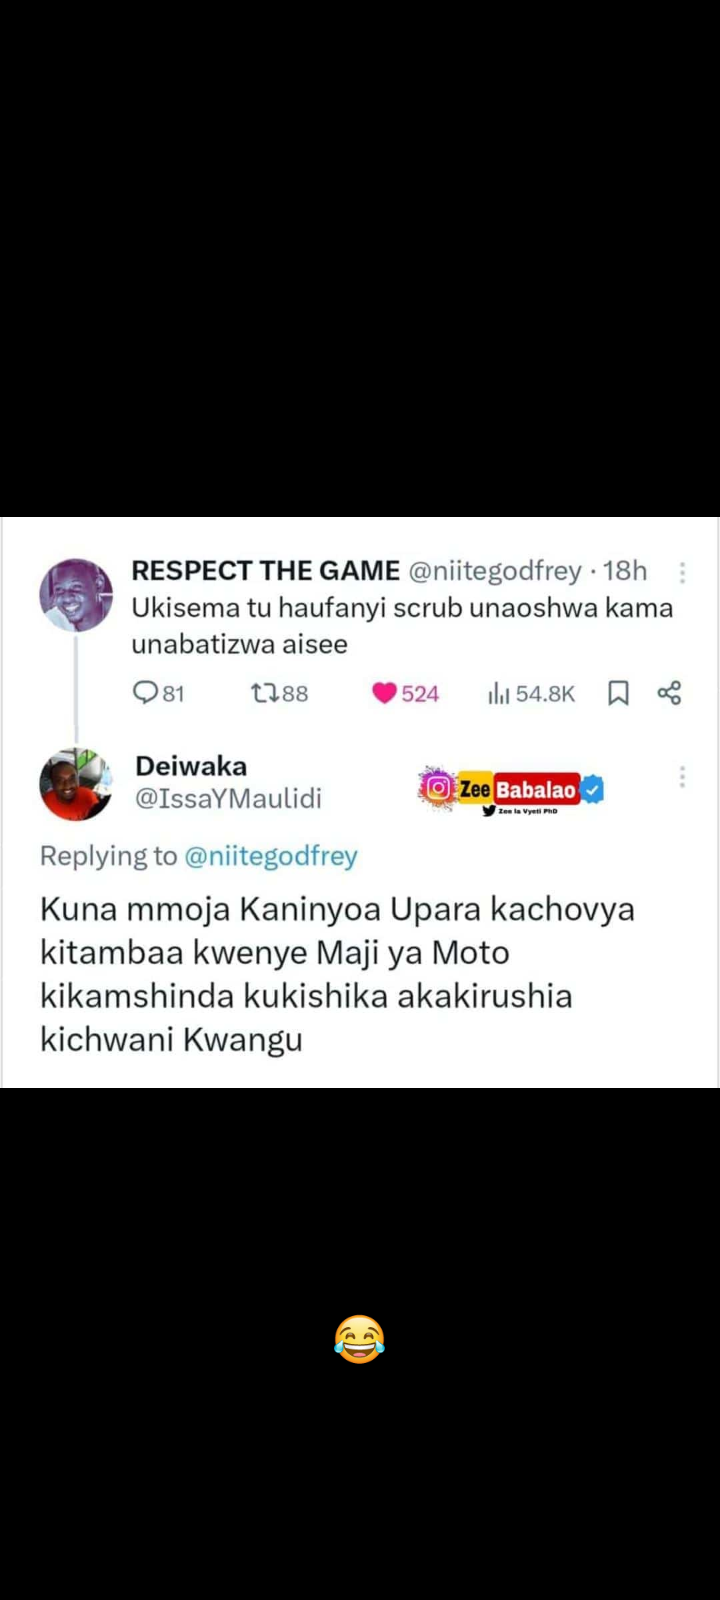 RESPECT THE GAME @niitegodfrey · 18h
Ukisema tu haufanyi scrub unaoshwa kama
unabatizwa aisee
81 88 524 54.8K
Deiwaka
@IssaYMaulidi
Zee Babalao
Zee la Vyeti PhD
Replying to @niitegodfrey
Kuna mmoja Kaninyoa Upara kachovya
kitambaa kwenye Maji ya Moto
kikamshinda kukishika akakirushia
kichwani Kwangu